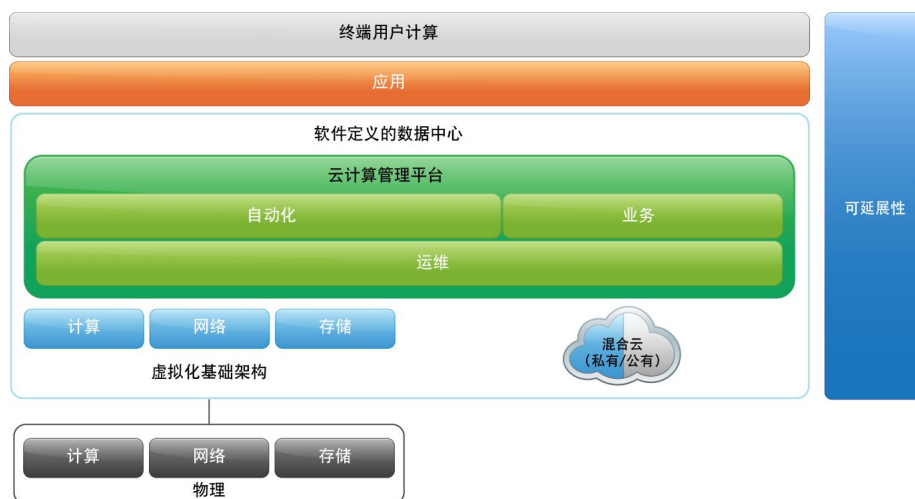 终端用户计算
应用
软件定义的数据中心
云计算管理平台
自动化
业务
运维
可延展性
计算
网络
存储
混合云
（私有/公有）
虚拟化基础架构
计算
网络
存储
物理